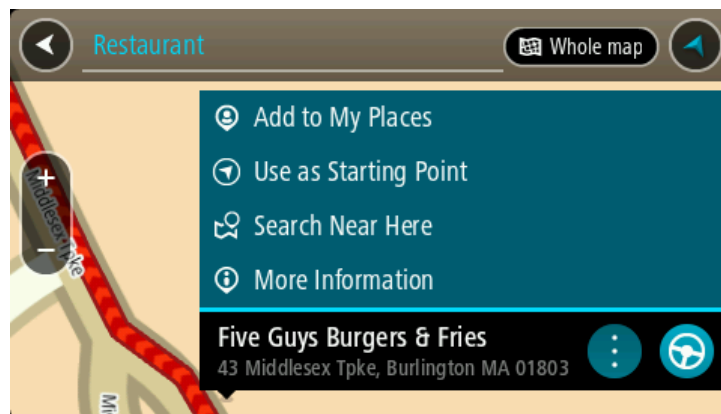 Restaurant
Whole map
Add to My Places
Use as Starting Point
Search Near Here
More Information
Five Guys Burgers & Fries
43 Middlesex Tpke, Burlington MA 01803
+
−
Middlesex Tpke
Mi